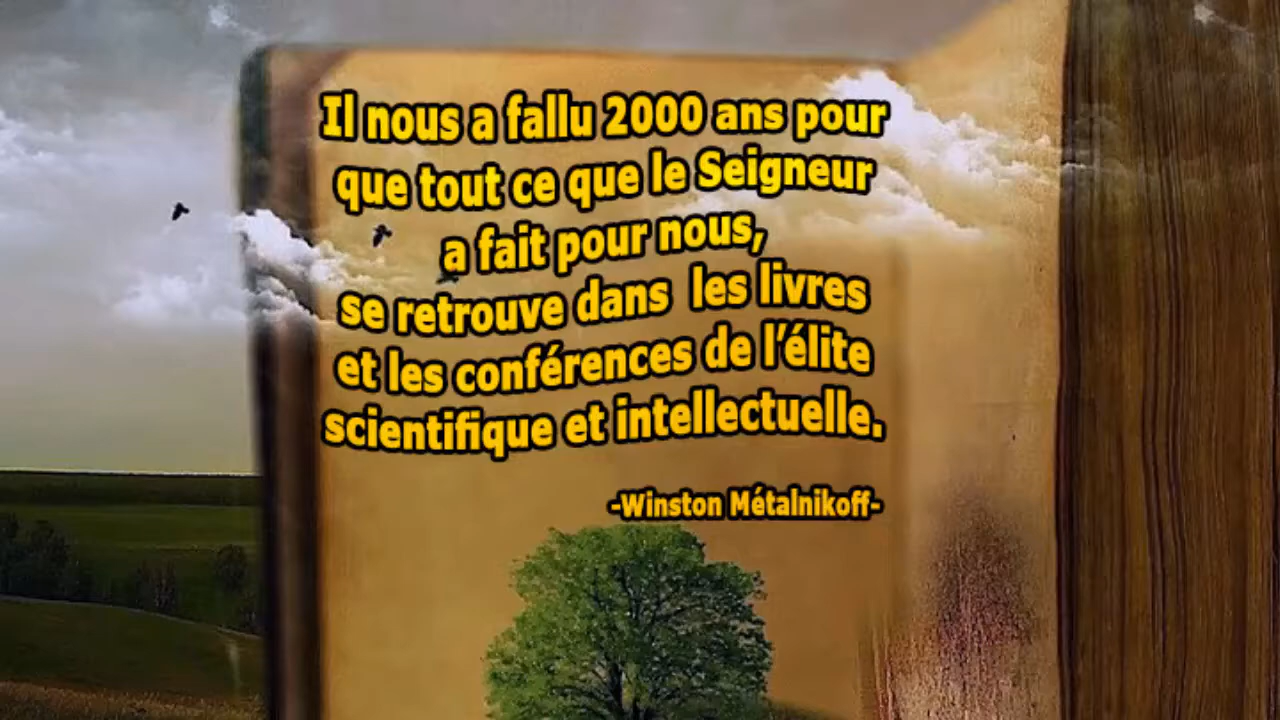 Il nous a fallu 2000 ans pour
que tout ce que le Seigneur
a fait pour nous,
se retrouve dans les livres
et les conférences de l'élite
scientifique et intellectuelle.
-Winston Métalnikoff-